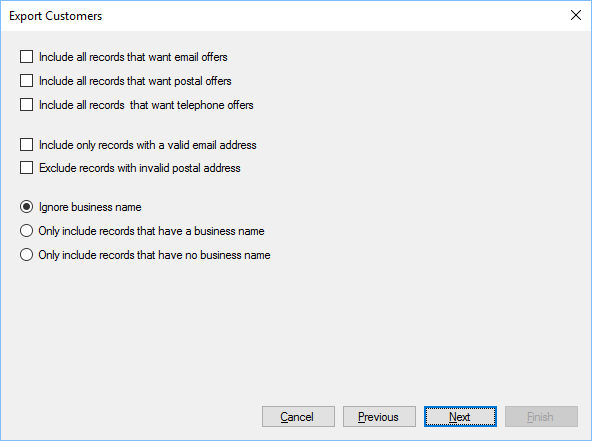 Export Customers
Include all records that want email offers
Include all records that want postal offers
Include all records  that want telephone offers
Include only records with a valid email address
Exclude records with invalid postal address
Ignore business name
Only include records that have a business name
Only include records that have no business name
Cancel Previous Next Finish